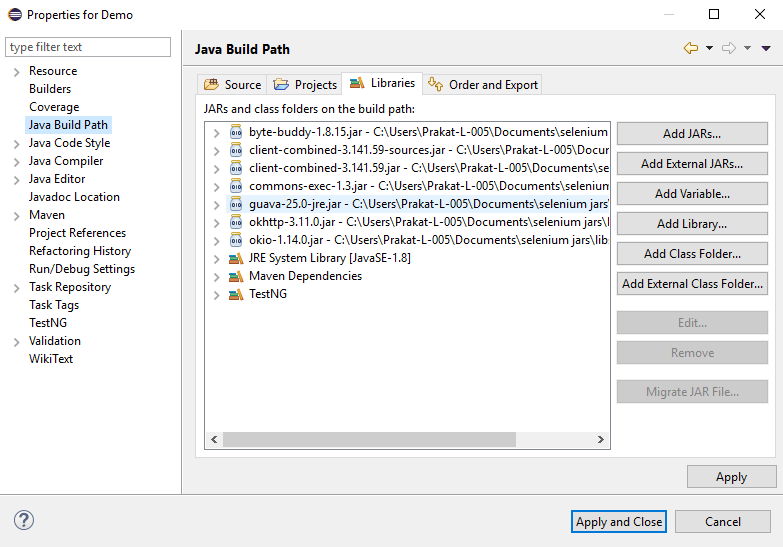 Properties for Demo
type filter text
Resource
Builders
Coverage
Java Build Path
Java Code Style
Java Compiler
Java Editor
Javadoc Location
Maven
Project References
Refactoring History
Run/Debug Settings
Task Repository
Task Tags
TestNG
Validation
WikiText
Java Build Path
Source Projects Libraries Order and Export
JARs and class folders on the build path:
byte-buddy-1.8.15.jar - C:\Users\Prakat-L-005\Documents\selenium
client-combined-3.141.59-sources.jar - C:\Users\Prakat-L-005\Docu
client-combined-3.141.59.jar - C:\Users\Prakat-L-005\Documents\se
commons-exec-1.3.jar - C:\Users\Prakat-L-005\Documents\selenium
guava-25.0-jre.jar - C:\Users\Prakat-L-005\Documents\selenium jars\
okhttp-3.11.0.jar - C:\Users\Prakat-L-005\Documents\selenium jars\l
okio-1.14.0.jar - C:\Users\Prakat-L-005\Documents\selenium jars\libs
JRE System Library [JavaSE-1.8]
Maven Dependencies
TestNG
Add JARs...
Add External JARs...
Add Variable...
Add Library...
Add Class Folder...
Add External Class Folder...
Edit...
Remove
Migrate JAR File...
Apply
Apply and Close
Cancel